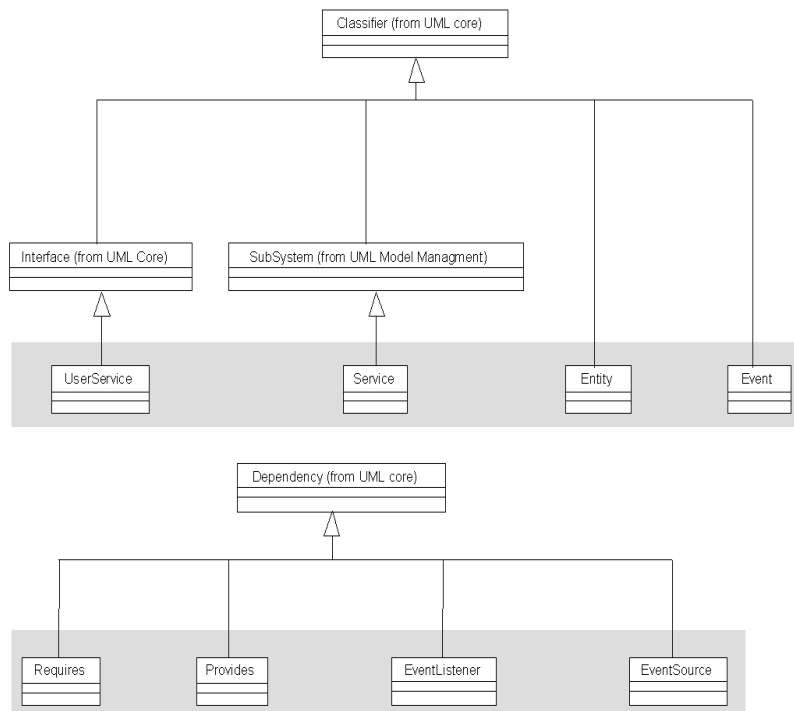 Classifier (from UML core)
Interface (from UML Core)
SubSystem (from UML Model Managment)
UserService
Service
Entity
Event
Dependency (from UML core)
Requires
Provides
EventListener
EventSource